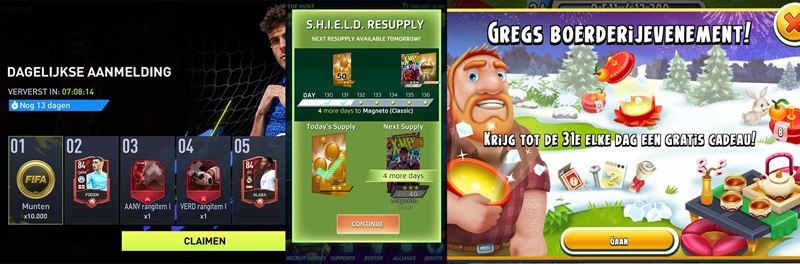 DAGELIJKSE AANMELDING
VERVERST IN: 07:08:14
Nog 13 dagen
01
02
03
04
05
FIFA
84
84
FODEN
ALABA
Munten
x10.000
AANV rangitem I
x1
VERD rangitem I
x1
CLAIMEN
THE HUNT
S.H.I.E.L.D. RESUPPLY
NEXT RESUPPLY AVAILABLE TOMORROW!
50
DAY 130 131 132 133 134 135 136
4 more days to Magneto (Classic)
Today's Supply
Next Supply
X-MEN
4 more days
40
Magneto
CONTINUE
RECRUIT HEROES SUPPORTS ROSTER ALLIANCE QUESTS
GREGS BOERDERIJEVENEMENT!
KRIJG TOT DE 31E ELKE DAG EEN GRATIS CADEAU!
8
GAAN